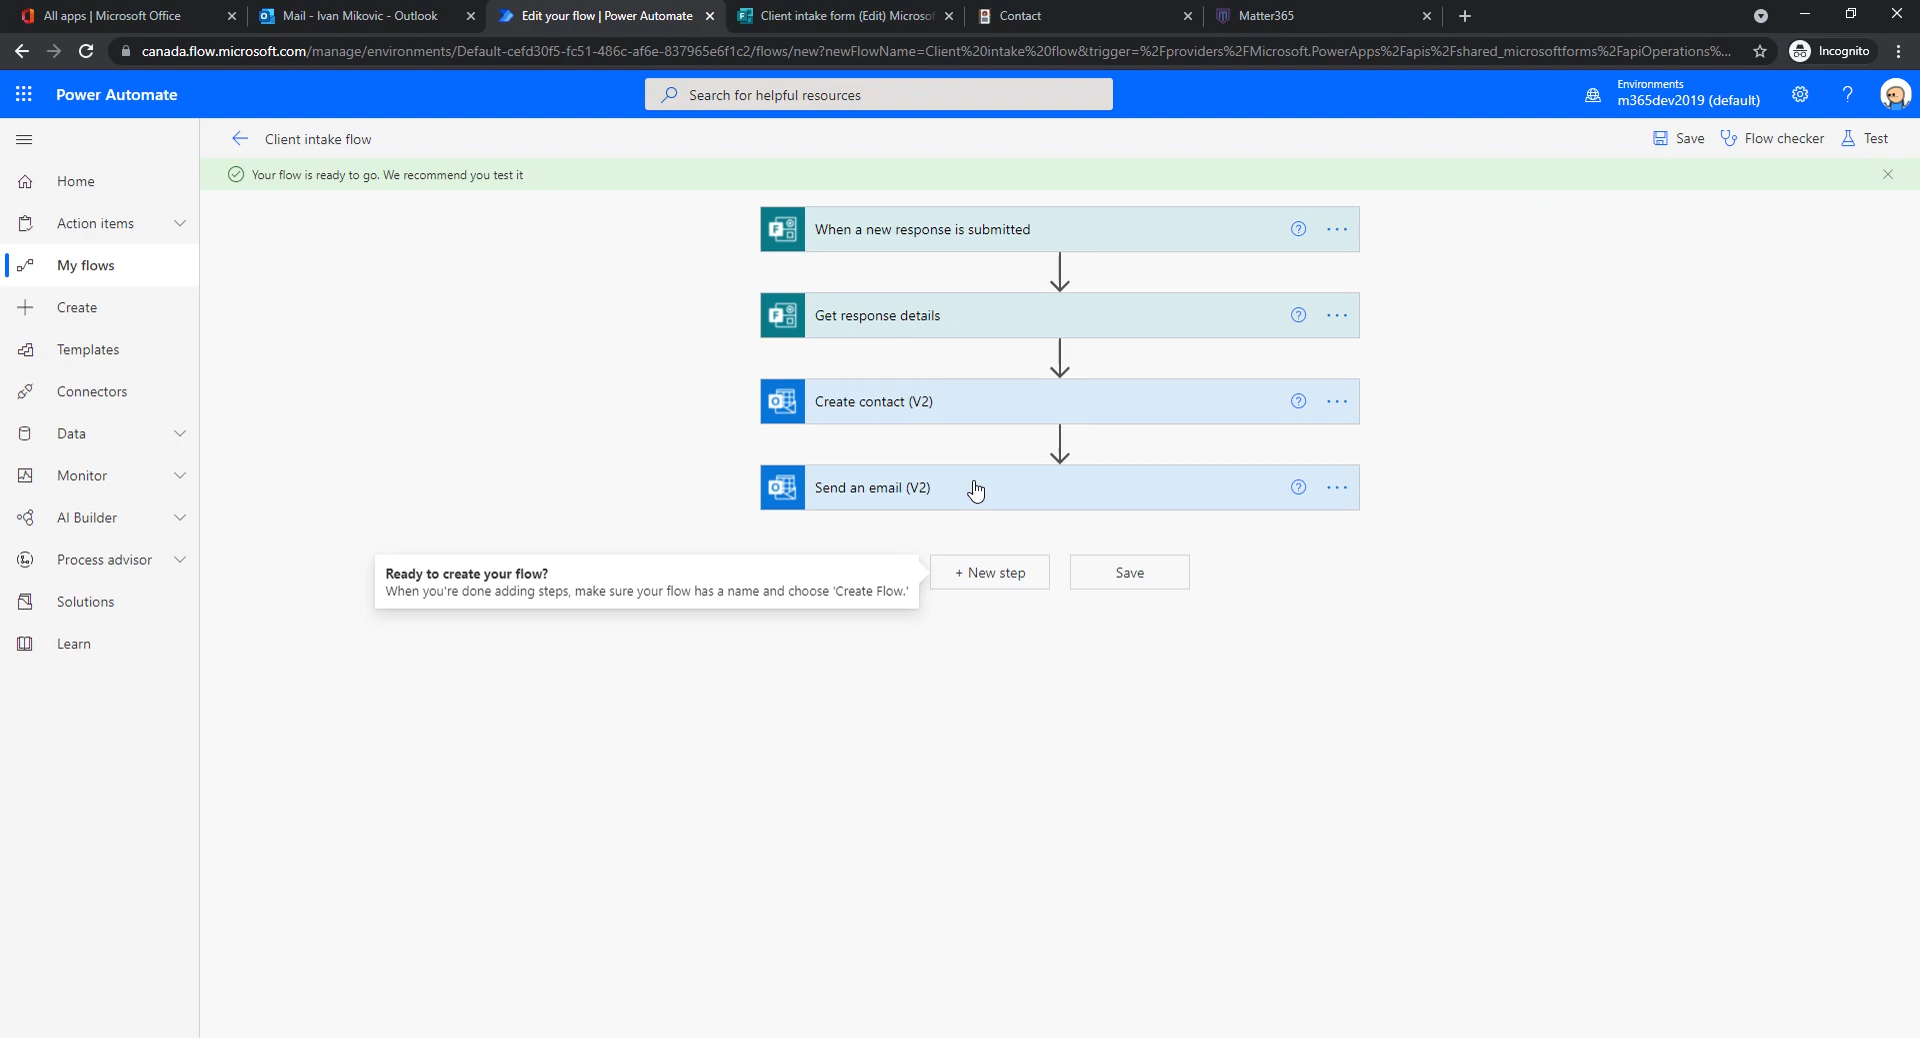 All apps | Microsoft Office
Mail - Ivan Mikovic - Outlook
Edit your flow | Power Automate
Client intake form (Edit) Microsof
Contact
Matter365
canada.flow.microsoft.com/manage/environments/Default-cefd30f5-fc51-486c-af6e-837965e6f1c2/flows/new?newFlowName=Client%20intake%20flow&trigger=%2Fproviders%2FMicrosoft.PowerApps%2Fapis%2Fshared_microsoftforms%2FapiOperations%...
Incognito
Power Automate
Search for helpful resources
Environments
m365dev2019 (default)
Client intake flow
Save
Flow checker
Test
Your flow is ready to go. We recommend you test it
Home
Action items
My flows
Create
Templates
Connectors
Data
Monitor
AI Builder
Process advisor
Solutions
Learn
When a new response is submitted
Get response details
Create contact (V2)
Send an email (V2)
Ready to create your flow?
When you're done adding steps, make sure your flow has a name and choose 'Create Flow.'
+ New step
Save